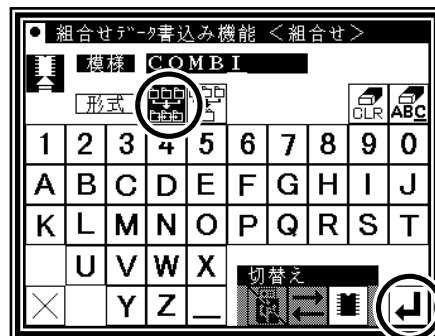 組合せデータ書込み機能 <組合せ>
模様 COMBI
形式 CLR ABC
1 2 3 4 5 6 7 8 9 0
A B C D E F G H I J
K L M N O P Q R S T
U V W X 切替え
Y Z _